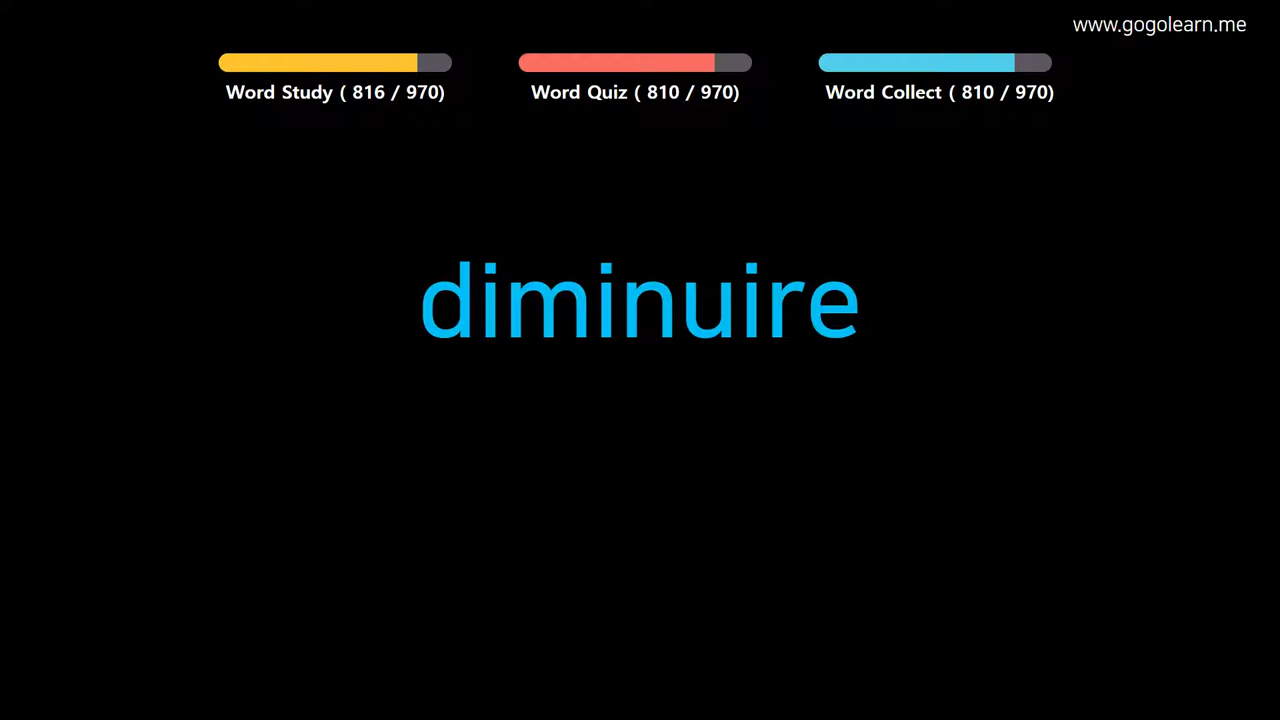 www.gogolearn.me
Word Study ( 816 / 970)
Word Quiz ( 810 / 970)
Word Collect ( 810 / 970)
diminuire